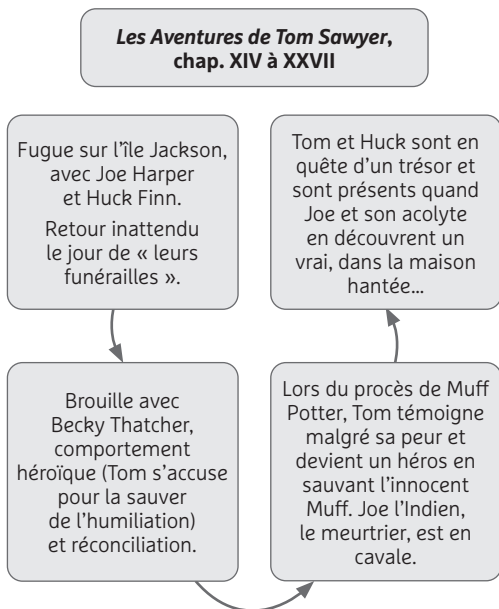 Les Aventures de Tom Sawyer,
chap. XIV à XXVII
Fugue sur l'île Jackson,
avec Joe Harper
et Huck Finn.
Retour inattendu
le jour de « leurs
funérailles ».
Brouille avec
Becky Thatcher,
comportement
héroïque (Tom s'accuse
pour la sauver
de l'humiliation)
et réconciliation.
Lors du procès de Muff
Potter, Tom témoigne
malgré sa peur et
devient un héros en
sauvant l'innocent
Muff. Joe l'Indien,
le meurtrier, est en
cavale.
Tom et Huck sont en
quête d'un trésor et
sont présents quand
Joe et son acolyte
en découvrent un
vrai, dans la maison
hantée...